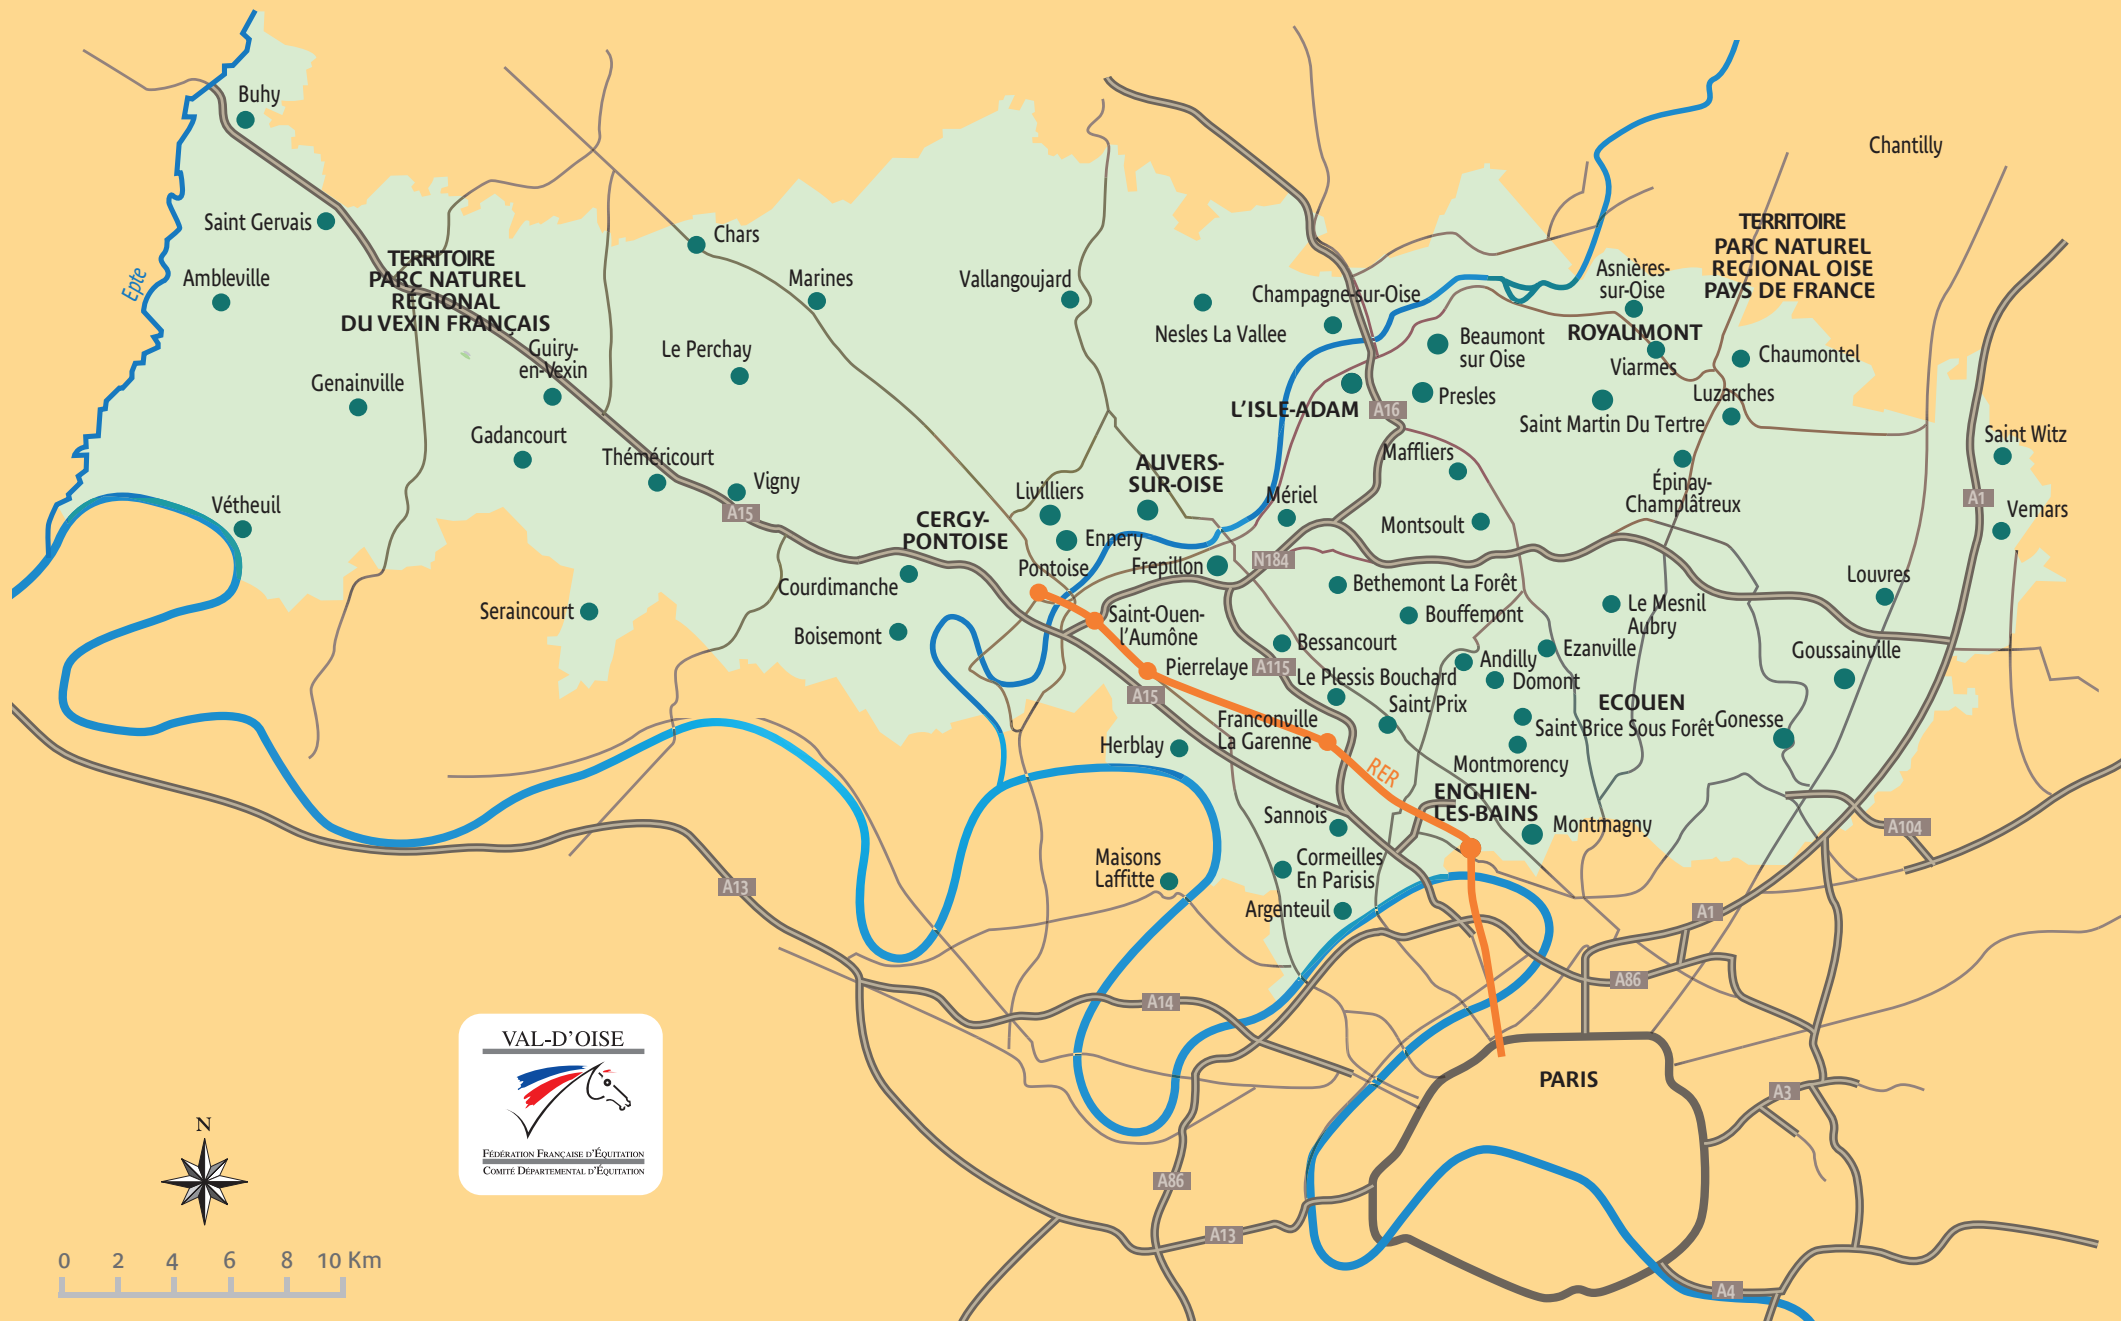 Buhy
Chantilly
Saint Gervais
TERRITOIRE
PARC NATUREL
REGIONAL
DU VEXIN FRANÇAIS
Chars
TERRITOIRE
PARC NATUREL
REGIONAL OISE
PAYS DE FRANCE
Epte
Ambleville
Marines
Vallangoujard
Nesles La Vallee
Champagne-sur-Oise
Asnières-
sur-Oise
ROYAUMONT
Viarmes
Chaumontel
Beaumont
sur Oise
Guiry-
en-Vexin
Le Perchay
Genainville
L'ISLE-ADAM
A16
Presles
Luzarches
Saint Martin Du Tertre
Gadancourt
Théméricourt
Vigny
A15
AUVERS-
SUR-OISE
Maffliers
Épinay-
Champlâtreux
Saint Witz
A1
Vemars
Vétheuil
CERGY-
PONTOISE
Livilliers
Ennery
Mériel
Montsoult
Pontoise
Frepillon
N184
Courdimanche
Bethemont La Forêt
Louvres
Seraincourt
Boisemont
Saint-Ouen-
l'Aumône
Bouffemont
Le Mesnil
Aubry
Bessancourt
Ezanville
Goussainville
Pierrelaye
A115
Andilly
Domont
Le Plessis Bouchard
A15
Saint Prix
ECOUEN
Franconville
La Garenne
Saint Brice Sous Forêt
Gonesse
Herblay
RER
Montmorency
ENGHIEN-
LES-BAINS
Sannois
Montmagny
A104
Maisons
Laffitte
Cormeilles
En Parisis
A13
Argenteuil
A1
A86
A14
VAL-D'OISE
FÉDÉRATION FRANÇAISE D'ÉQUITATION
COMITÉ DÉPARTEMENTAL D'ÉQUITATION
PARIS
A3
N
A86
A13
A4
0 2 4 6 8 10 Km